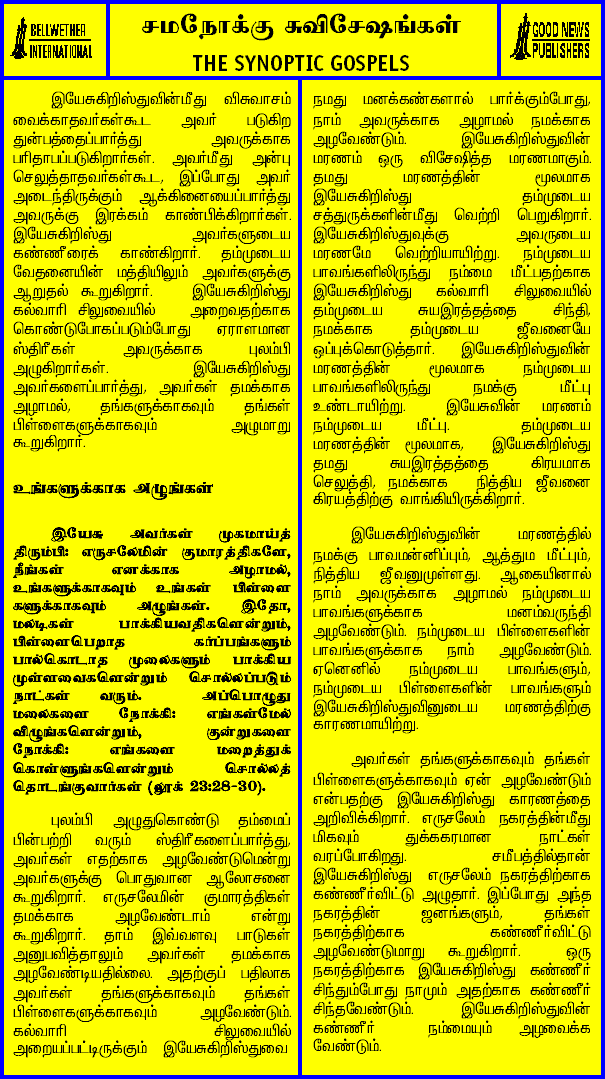 BELLWETHER
INTERNATIONAL
சமநோக்கு சுவிசேஷங்கள்
THE SYNOPTIC GOSPELS
GOOD NEWS
PUBLISHERS
இயேசுகிறிஸ்துவின்மீது விசுவாசம்
வைக்காதவர்கள்கூட அவர் படுகிற
துன்பத்தைப்பார்த்து அவருக்காக
பரிதாபப்படுகிறார்கள். அவர்மீது அன்பு
செலுத்தாதவர்கள்கூட, இப்போது அவர்
அடைந்திருக்கும் ஆக்கினையைப்பார்த்து
அவருக்கு இரக்கம் காண்பிக்கிறார்கள்.
இயேசுகிறிஸ்து அவர்களுடைய
கண்ணீரைக் காண்கிறார். தம்முடைய
வேதனையின் மத்தியிலும் அவர்களுக்கு
ஆறுதல் கூறுகிறார். இயேசுகிறிஸ்து
கல்வாரி சிலுவையில் அறைவதற்காக
கொண்டுபோகப்படும்போது ஏராளமான
ஸ்திரீகள் அவருக்காக புலம்பி
அழுகிறார்கள். இயேசுகிறிஸ்து
அவர்களைப்பார்த்து, அவர்கள் தமக்காக
அழாமல், தங்களுக்காகவும் தங்கள்
பிள்ளைகளுக்காகவும் அழுமாறு
கூறுகிறார்.
உங்களுக்காக அழுங்கள்
இயேசு அவர்கள் முகமாய்த்
திரும்பி: எருசலேமின் குமாரத்திகளே,
நீங்கள் எனக்காக அழாமல்,
உங்களுக்காகவும் உங்கள் பிள்ளை
களுக்காகவும் அழுங்கள். இதோ,
மலடிகள் பாக்கியவதிகளென்றும்,
பிள்ளைபெறாத கர்ப்பங்களும்
பால்கொடாத முலைகளும் பாக்கிய
முள்ளவைகளென்றும் சொல்லப்படும்
நாட்கள் வரும். அப்பொழுது
மலைகளை நோக்கி: எங்கள்மேல்
விழுங்களென்றும், குன்றுகளை
நோக்கி: எங்களை மறைத்துக்
கொள்ளுங்களென்றும் சொல்லத்
தொடங்குவார்கள் (லூக் 23:28-30).
புலம்பி அழுதுகொண்டு தம்மைப்
பின்பற்றி வரும் ஸ்திரீகளைப்பார்த்து,
அவர்கள் எதற்காக அழவேண்டுமென்று
அவர்களுக்கு பொதுவான ஆலோசனை
கூறுகிறார். எருசலேமின் குமாரத்திகள்
தமக்காக அழவேண்டாம் என்று
கூறுகிறார். தாம் இவ்வளவு பாடுகள்
அனுபவித்தாலும் அவர்கள் தமக்காக
அழவேண்டியதில்லை. அதற்குப் பதிலாக
அவர்கள் தங்களுக்காகவும் தங்கள்
பிள்ளைகளுக்காகவும் அழவேண்டும்.
கல்வாரி சிலுவையில்
அறையப்பட்டிருக்கும் இயேசுகிறிஸ்துவை
நமது மனக்கண்களால் பார்க்கும்போது,
நாம் அவருக்காக அழாமல் நமக்காக
அழவேண்டும். இயேசுகிறிஸ்துவின்
மரணம் ஒரு விசேஷித்த மரணமாகும்.
தமது மரணத்தின் மூலமாக
இயேசுகிறிஸ்து தம்முடைய
சத்துருக்களின்மீது வெற்றி பெறுகிறார்.
இயேசுகிறிஸ்துவுக்கு அவருடைய
மரணமே வெற்றியாயிற்று. நம்முடைய
பாவங்களிலிருந்து நம்மை மீட்பதற்காக
இயேசுகிறிஸ்து கல்வாரி சிலுவையில்
தம்முடைய சுயஇரத்தத்தை சிந்தி,
நமக்காக தம்முடைய ஜீவனையே
ஒப்புக்கொடுத்தார். இயேசுகிறிஸ்துவின்
மரணத்தின் மூலமாக நம்முடைய
பாவங்களிலிருந்து நமக்கு மீட்பு
உண்டாயிற்று. இயேசுவின் மரணம்
நம்முடைய மீட்பு. தம்முடைய
மரணத்தின் மூலமாக, இயேசுகிறிஸ்து
தமது சுயஇரத்தத்தை கிரயமாக
செலுத்தி, நமக்காக நித்திய ஜீவனை
கிரயத்திற்கு வாங்கியிருக்கிறார்.
இயேசுகிறிஸ்துவின் மரணத்தில்
நமக்கு பாவமன்னிப்பும், ஆத்தும மீட்பும்,
நித்திய ஜீவனுமுள்ளது. ஆகையினால்
நாம் அவருக்காக அழாமல் நம்முடைய
பாவங்களுக்காக மனம்வருந்தி
அழவேண்டும். நம்முடைய பிள்ளைகளின்
பாவங்களுக்காக நாம் அழவேண்டும்.
ஏனெனில் நம்முடைய பாவங்களும்,
நம்முடைய பிள்ளைகளின் பாவங்களும்
இயேசுகிறிஸ்துவினுடைய மரணத்திற்கு
காரணமாயிற்று.
அவர்கள் தங்களுக்காகவும் தங்கள்
பிள்ளைகளுக்காகவும் ஏன் அழவேண்டும்
என்பதற்கு இயேசுகிறிஸ்து காரணத்தை
அறிவிக்கிறார். எருசலேம் நகரத்தின்மீது
மிகவும் துக்ககரமான நாட்கள்
வரப்போகிறது. சமீபத்தில்தான்
இயேசுகிறிஸ்து எருசலேம் நகரத்திற்காக
கண்ணீர்விட்டு அழுதார். இப்போது அந்த
நகரத்தின் ஜனங்களும், தங்கள்
நகரத்திற்காக கண்ணீர்விட்டு
அழவேண்டுமாறு கூறுகிறார். ஒரு
நகரத்திற்காக இயேசுகிறிஸ்து கண்ணீர்
சிந்தும்போது நாமும் அதற்காக கண்ணீர்
சிந்தவேண்டும். இயேசுகிறிஸ்துவின்
கண்ணீர் நம்மையும் அழவைக்க
வேண்டும்.